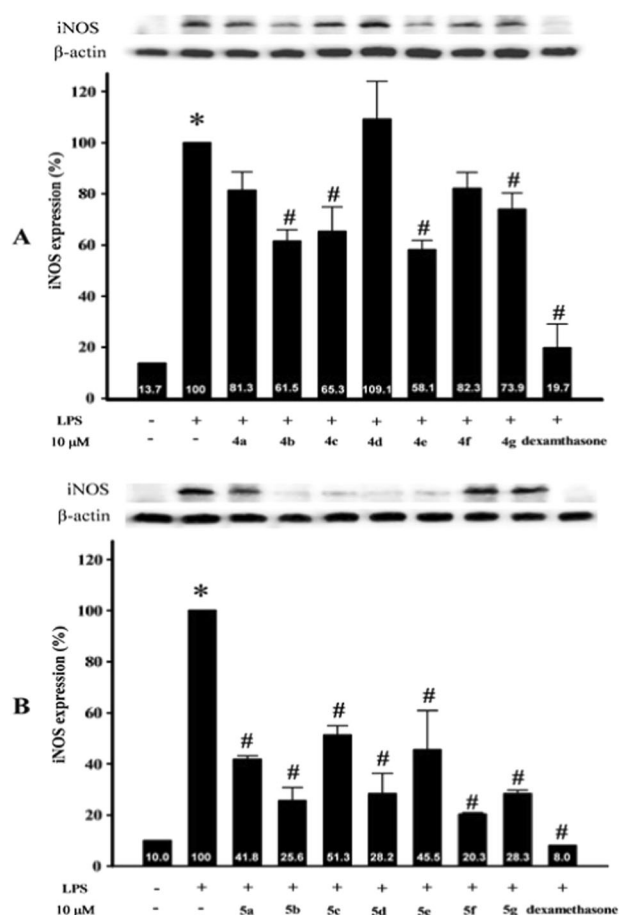 iNOS
β-actin
A
iNOS expression (%)
120
100
80
60
40
20
0
*
#
#
#
#
#
13.7 100 81.3 61.5 65.3 109.1 58.1 82.3 73.9 19.7
LPS - + + + + + + + + +
10 μM - - 4a 4b 4c 4d 4e 4f 4g dexamthasone
iNOS
β-actin
B
iNOS expression (%)
120
100
80
60
40
20
0
*
#
#
#
#
#
#
#
#
10.0 100 41.8 25.6 51.3 28.2 45.5 20.3 28.3 8.0
LPS - + + + + + + + + +
10 μM - - 5a 5b 5c 5d 5e 5f 5g dexamethasone